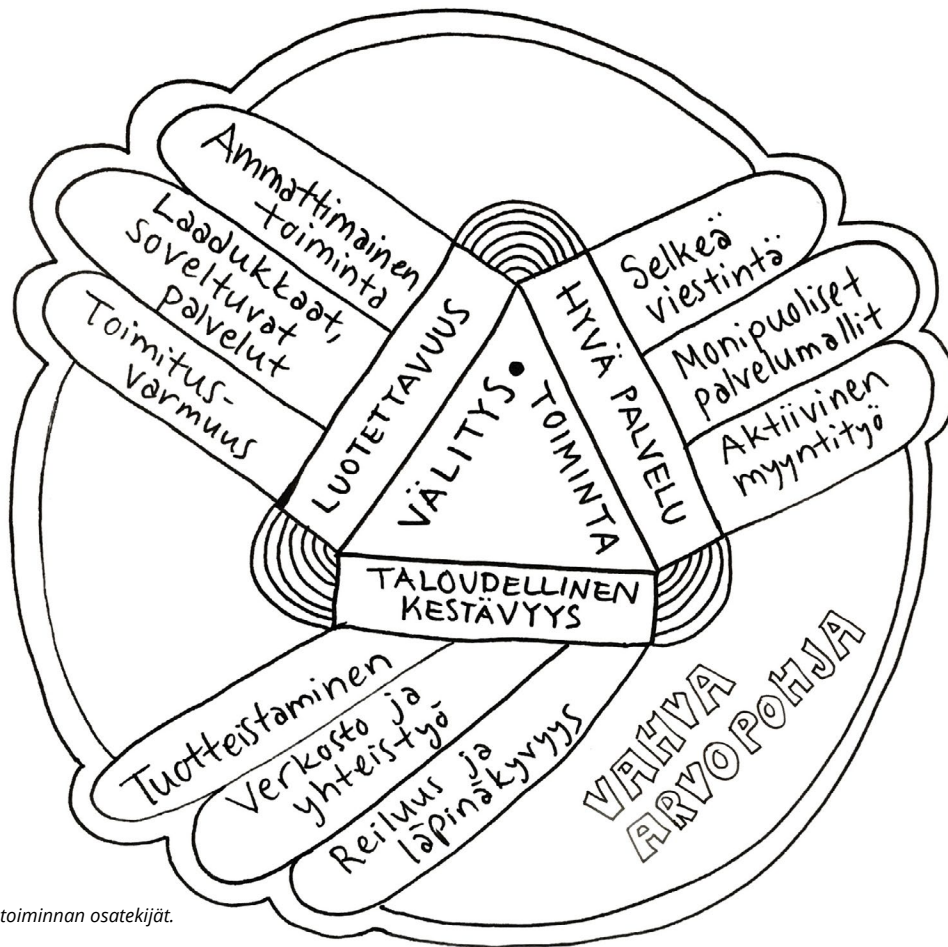 Ammattimainen
toiminta
Laadukkaat,
soveltuvat
palvelut
Toimitus-
varmuus
LUOTETTAVUUS
VÄLITYS
TOIMINTA
HYVÄ PALVELU
Selkeä
viestintä
Monipuoliset
palvelumallit
Aktiivinen
myyntityö
TALOUDELLINEN
KESTÄVYYS
Tuotteistaminen
Verkosto ja
yhteistyö
Reiluus ja
läpinäkyvyys
VAHVA
ARVOPOHJA
toiminnan osatekijät.